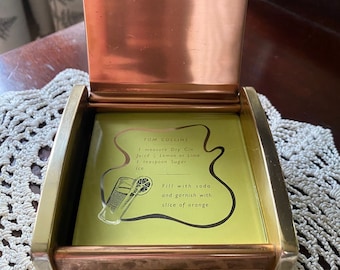 TOM COLLINS
1 measure Dry Gin
Juice 1 lemon or lime
1 teaspoon sugar
Ice
Fill with soda
and garnish with
slice of orange